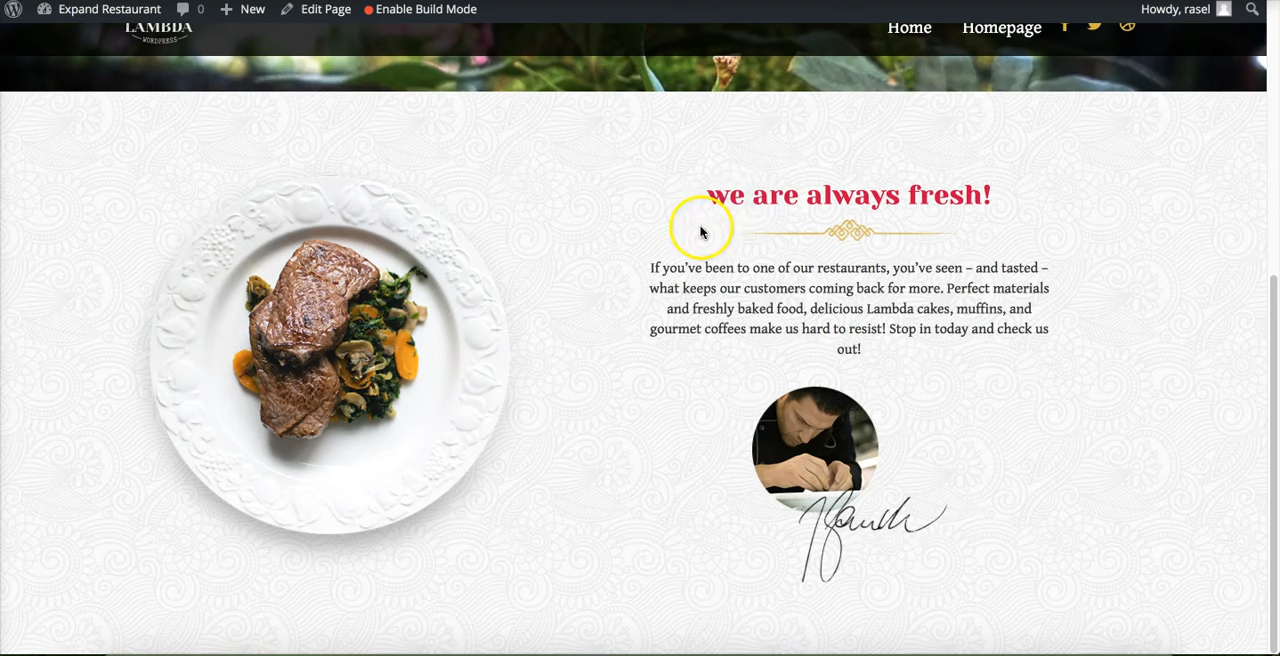 Expand Restaurant 0 New Edit Page Enable Build Mode Howdy, rasel
LAMBDA
WORDPRESS
Home Homepage
we are always fresh!
If you’ve been to one of our restaurants, you’ve seen – and tasted –
what keeps our customers coming back for more. Perfect materials
and freshly baked food, delicious Lambda cakes, muffins, and
gourmet coffees make us hard to resist! Stop in today and check us
out!